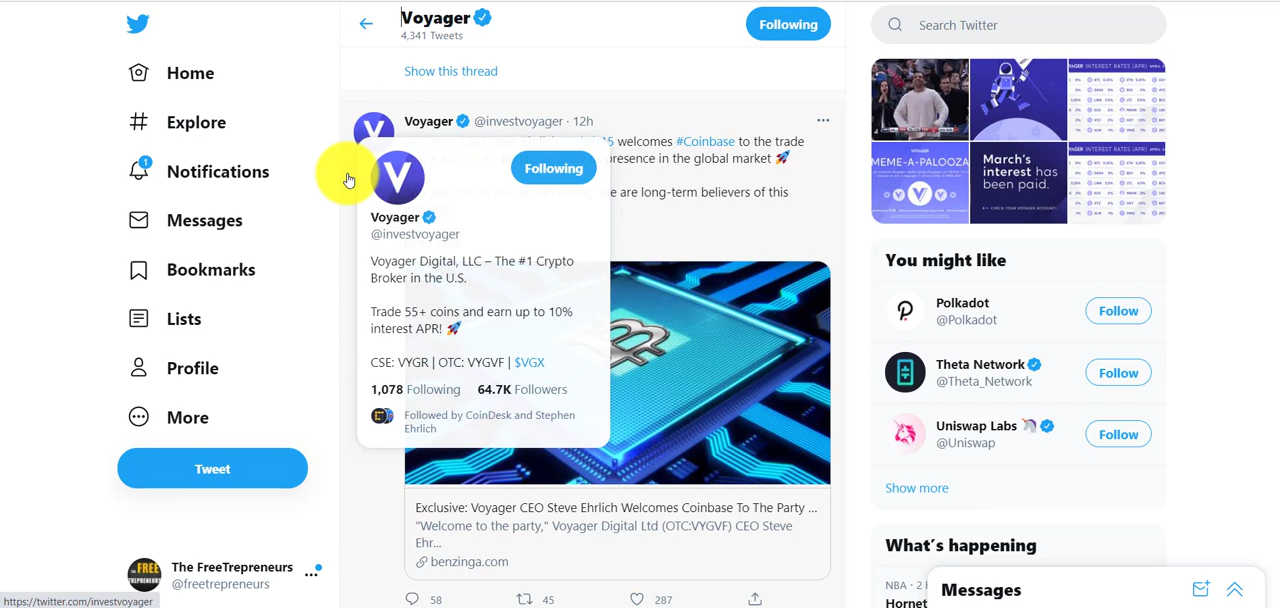 Home
Explore
1
Notifications
Messages
Bookmarks
Lists
Profile
More
Tweet
The FreeTrepreneurs
@freetrepreneurs
https://twitter.com/investvoyager
Voyager
4,341 Tweets
Following
Show this thread
Voyager @investvoyager · 12h
welcomes #Coinbase to the trade
presence in the global market 🚀
are long-term believers of this
Following
Voyager
@investvoyager
Voyager Digital, LLC – The #1 Crypto
Broker in the U.S.
Trade 55+ coins and earn up to 10%
interest APR! 🚀
CSE: VYGR | OTC: VYGVF | $VGX
1,078 Following 64.7K Followers
Followed by CoinDesk and Stephen
Ehrlich
Exclusive: Voyager CEO Steve Ehrlich Welcomes Coinbase To The Party ...
"Welcome to the party," Voyager Digital Ltd (OTC:VYGVF) CEO Steve
Ehr...
benzinga.com
58 45 287
Search Twitter
MEME-A-PALOOZA
March's
interest has
been paid.
You might like
Polkadot
@Polkadot
Follow
Theta Network
@Theta_Network
Follow
Uniswap Labs 🦄
@Uniswap
Follow
Show more
What's happening
NBA · 2
Hornet
Messages